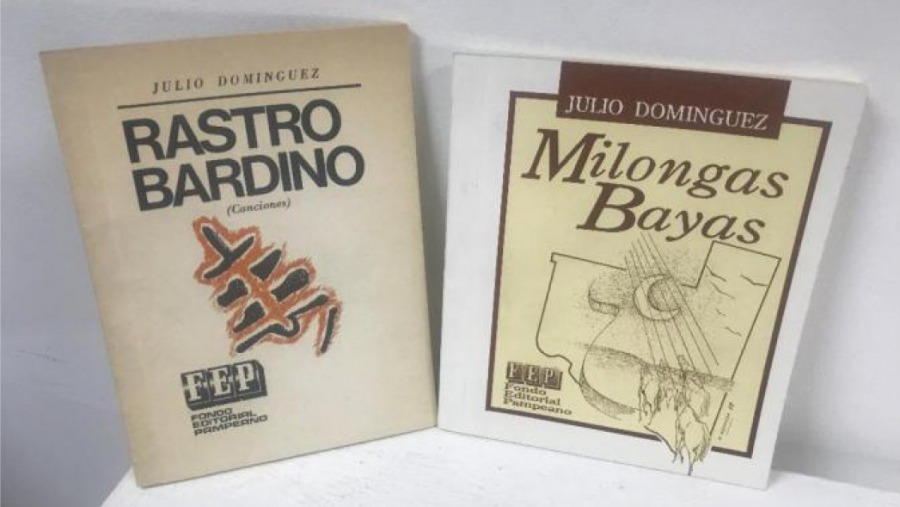 JULIO DOMINGUEZ
RASTRO
BARDINO
(Canciones)
FEP
FONDO
EDITORIAL
PAMPEANO
JULIO DOMINGUEZ
Milongas
Bayas
FEP
Fondo
Editorial
Pampeano